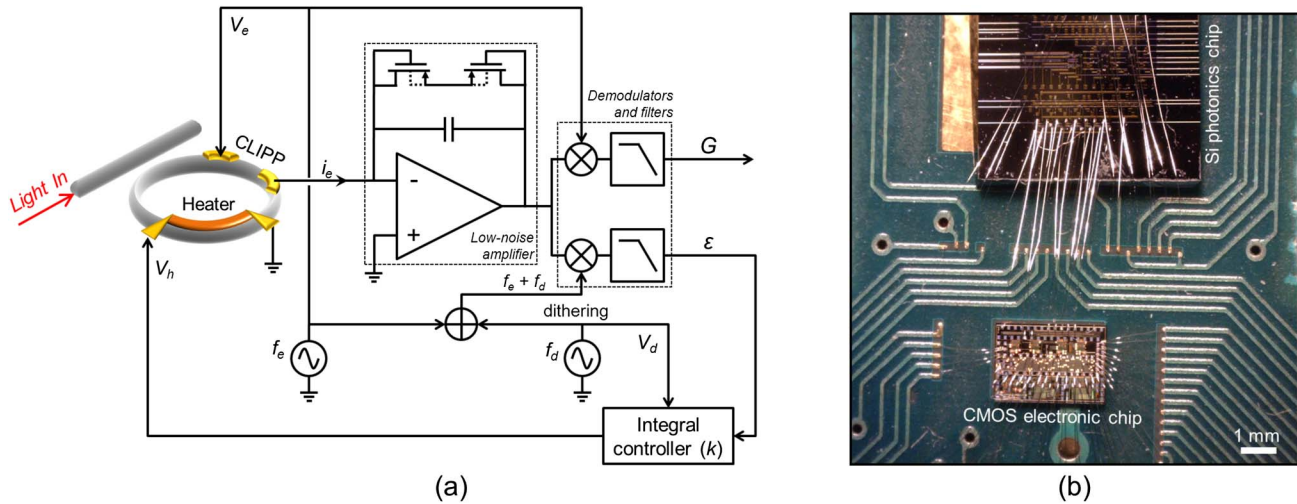 V_e
CLIPP
Light In
Heater
V_h
i_e
-
+
Low-noise
amplifier
Demodulators
and filters
G
ε
f_e + f_d
dithering
f_e
f_d
V_d
Integral
controller (k)
(a)
Si photonics chip
CMOS electronic chip
1 mm
(b)